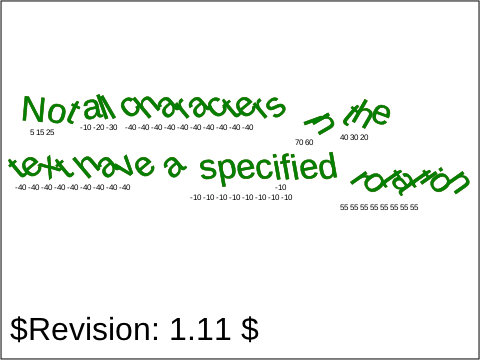 Not all characters in the
5 15 25 -10 -20 -30 -40 -40 -40 -40 -40 -40 -40 -40 -40 -40 70 60 40 30 20
text have a specified rotation
-40 -40 -40 -40 -40 -40 -40 -40 -40 -10
-10 -10 -10 -10 -10 -10 -10 -10 55 55 55 55 55 55 55 55
$Revision: 1.11 $